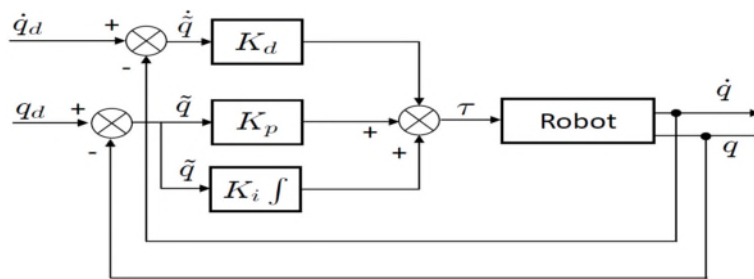 q̇_d + - q̃̇ K_d
q_d + - q̃ K_p + τ Robot q̇
q̃ K_i ∫ + q